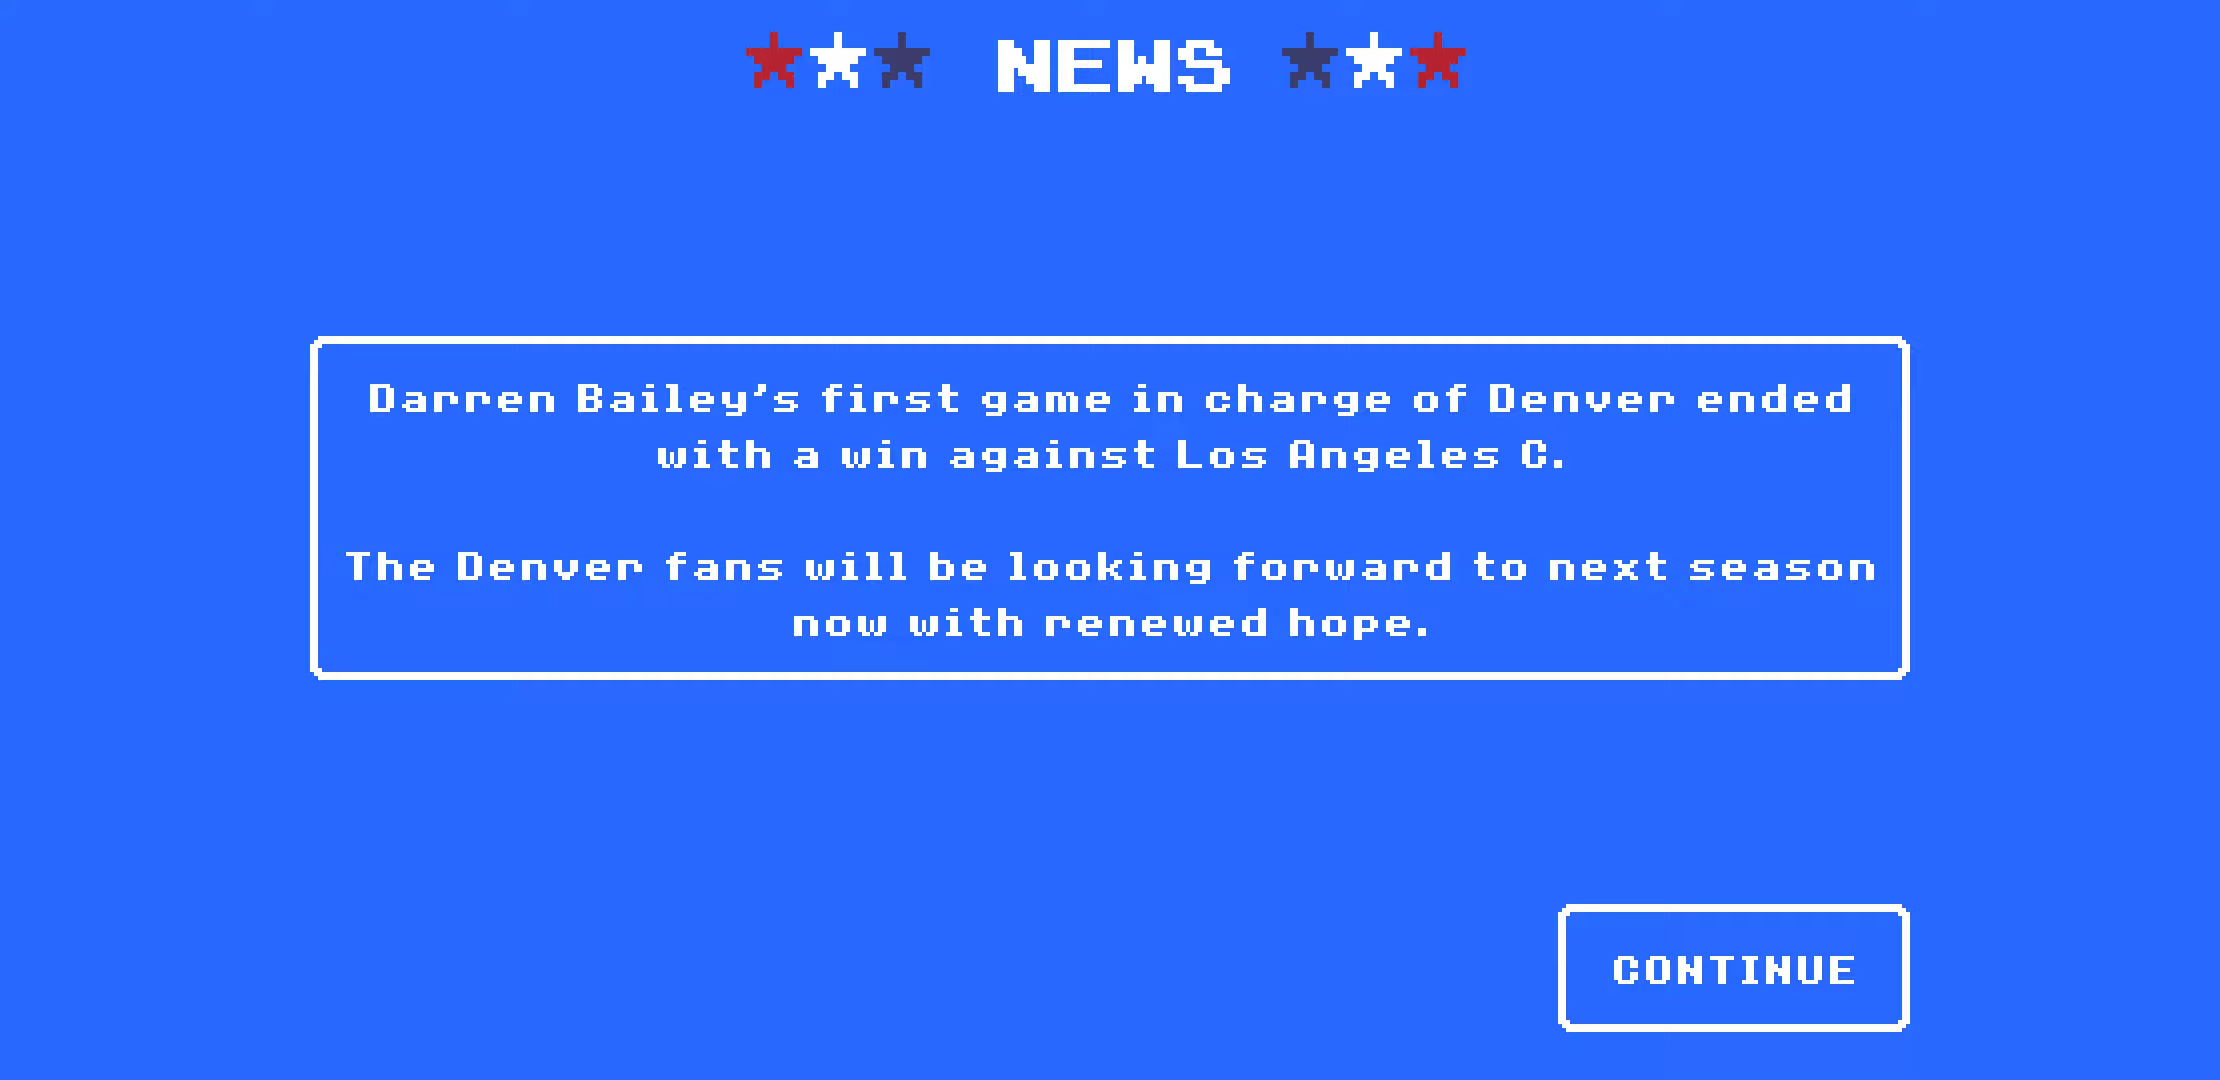 NEWS
Darren Bailey's first game in charge of Denver ended
with a win against Los Angeles C.
The Denver fans will be looking forward to next season
now with renewed hope.
CONTINUE